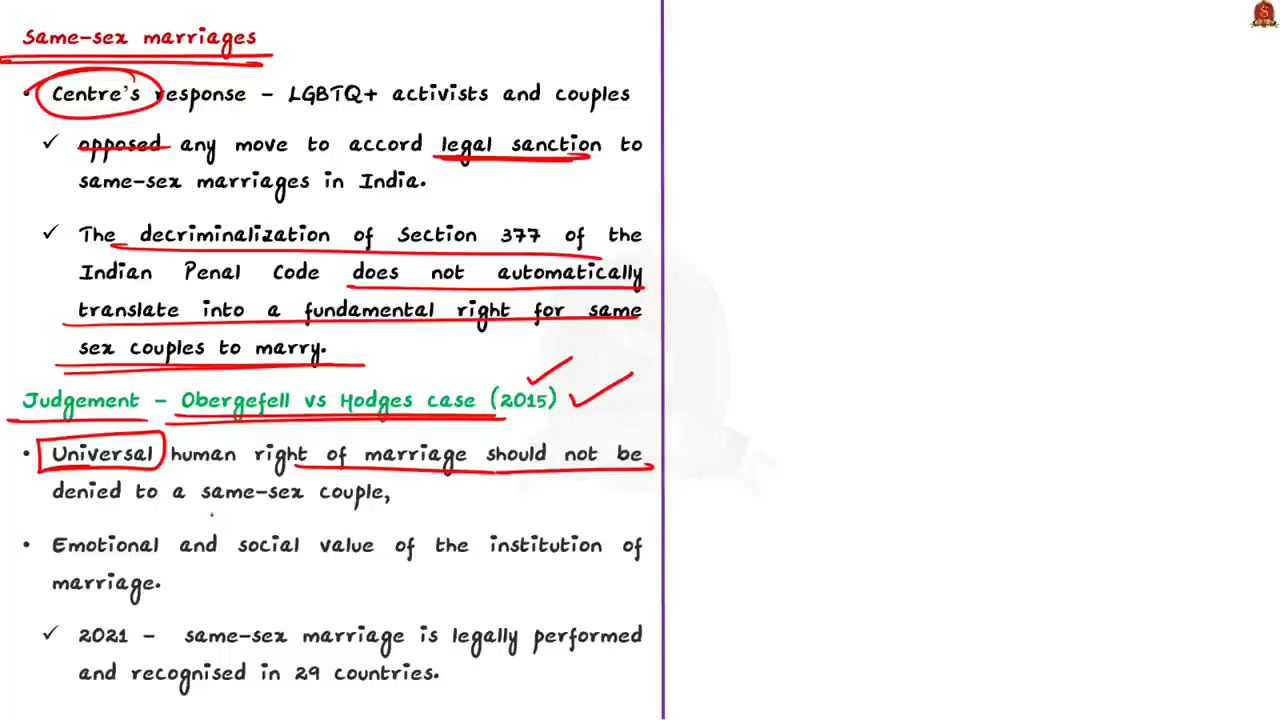 Same-sex marriages
• Centre's response - LGBTQ+ activists and couples
✓ opposed any move to accord legal sanction to
same-sex marriages in India.
✓ The decriminalization of Section 377 of the
Indian Penal Code does not automatically
translate into a fundamental right for same
sex couples to marry.
Judgement - Obergefell vs Hodges case (2015)
• Universal human right of marriage should not be
denied to a same-sex couple,
• Emotional and social value of the institution of
marriage.
✓ 2021 - same-sex marriage is legally performed
and recognised in 29 countries.